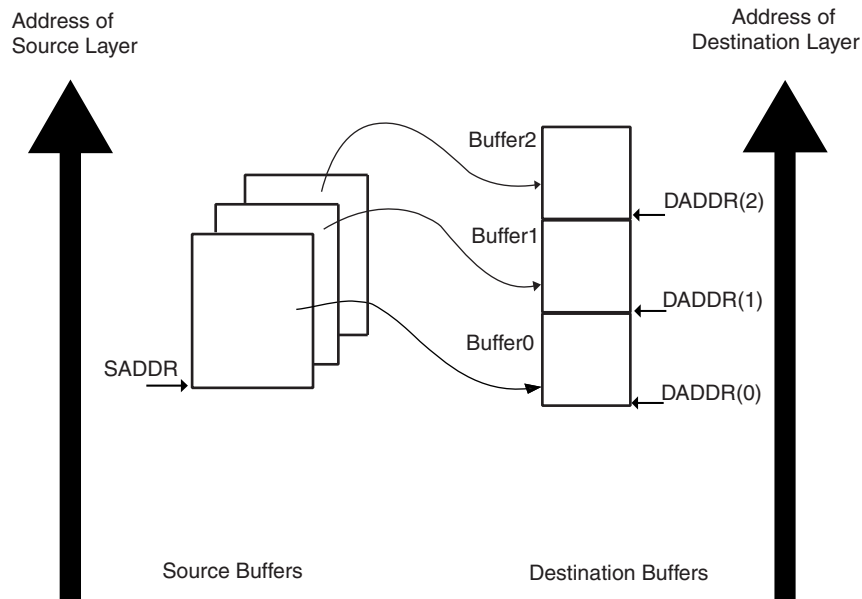 Address of
Source Layer
Address of
Destination Layer
Buffer2
DADDR(2)
Buffer1
DADDR(1)
Buffer0
SADDR
DADDR(0)
Source Buffers
Destination Buffers